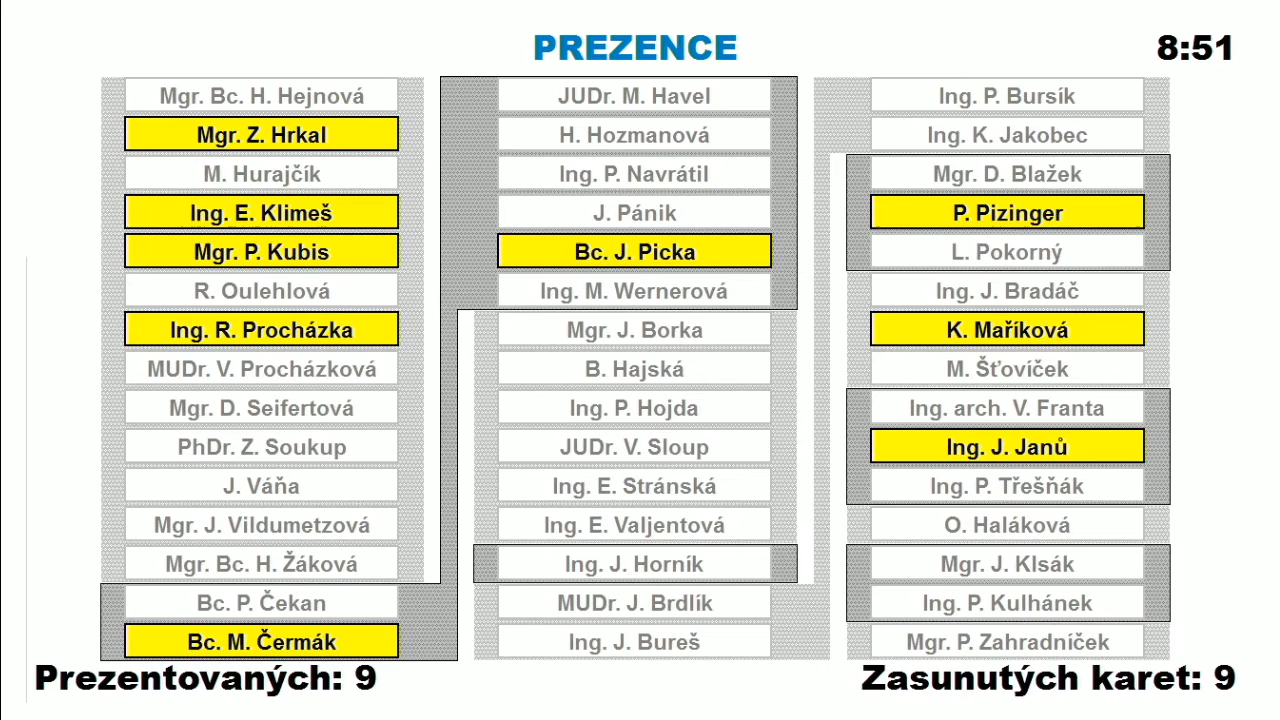 PREZENCE
8:51
Mgr. Bc. H. Hejnová
Mgr. Z. Hrkal
M. Hurajčík
Ing. E. Klimeš
Mgr. P. Kubis
R. Oulehlová
Ing. R. Procházka
MUDr. V. Procházková
Mgr. D. Seifertová
PhDr. Z. Soukup
J. Váňa
Mgr. J. Vildumetzová
Mgr. Bc. H. Žáková
Bc. P. Čekan
Bc. M. Čermák
JUDr. M. Havel
H. Hozmanová
Ing. P. Navrátil
J. Pánik
Bc. J. Picka
Ing. M. Wernerová
Mgr. J. Borka
B. Hajská
Ing. P. Hojda
JUDr. V. Sloup
Ing. E. Stránská
Ing. E. Valjentová
Ing. J. Horník
MUDr. J. Brdlík
Ing. J. Bureš
Ing. P. Bursík
Ing. K. Jakobec
Mgr. D. Blažek
P. Pizinger
L. Pokorný
Ing. J. Bradáč
K. Maříková
M. Šťovíček
Ing. arch. V. Franta
Ing. J. Janů
Ing. P. Třešňák
O. Haláková
Mgr. J. Klsák
Ing. P. Kulhánek
Mgr. P. Zahradníček
Prezentovaných: 9
Zasunutých karet: 9